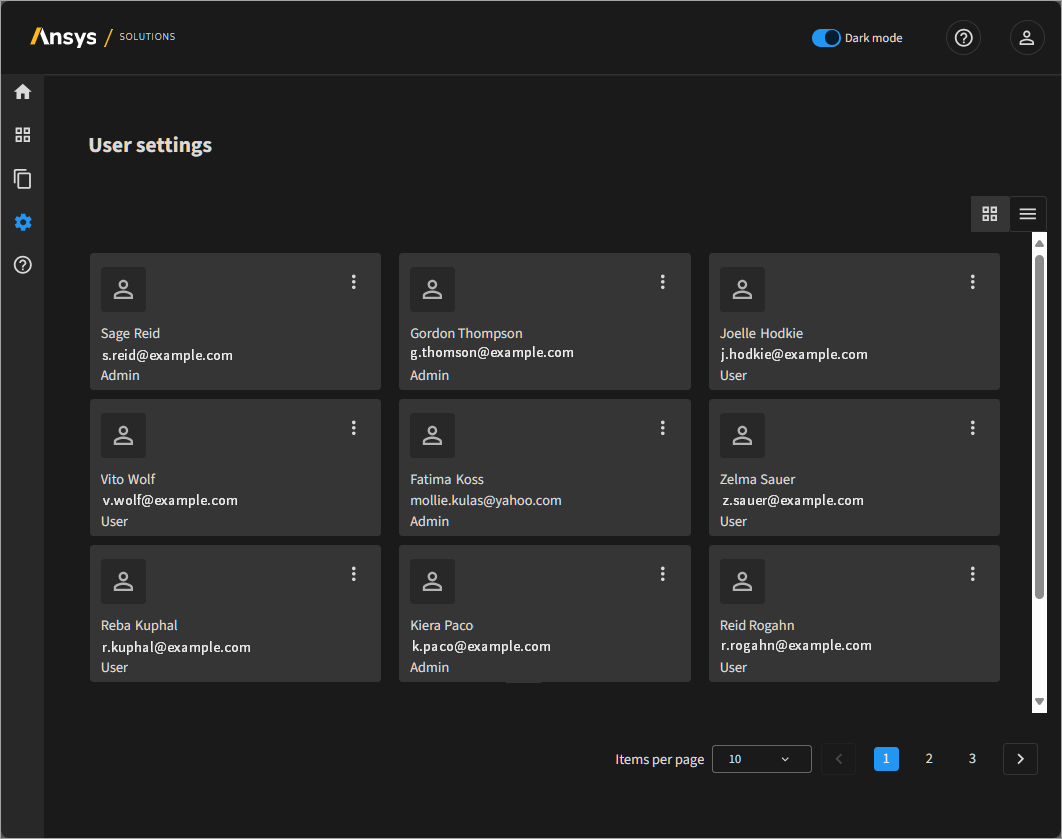 Ansys / SOLUTIONS
Dark mode
User settings
Sage Reid
s.reid@example.com
Admin
Gordon Thompson
g.thomson@example.com
Admin
Joelle Hodkie
j.hodkie@example.com
User
Vito Wolf
v.wolf@example.com
User
Fatima Koss
mollie.kulas@yahoo.com
Admin
Zelma Sauer
z.sauer@example.com
User
Reba Kuphal
r.kuphal@example.com
User
Kiera Paco
k.paco@example.com
Admin
Reid Rogahn
r.rogahn@example.com
User
Items per page 10 1 2 3